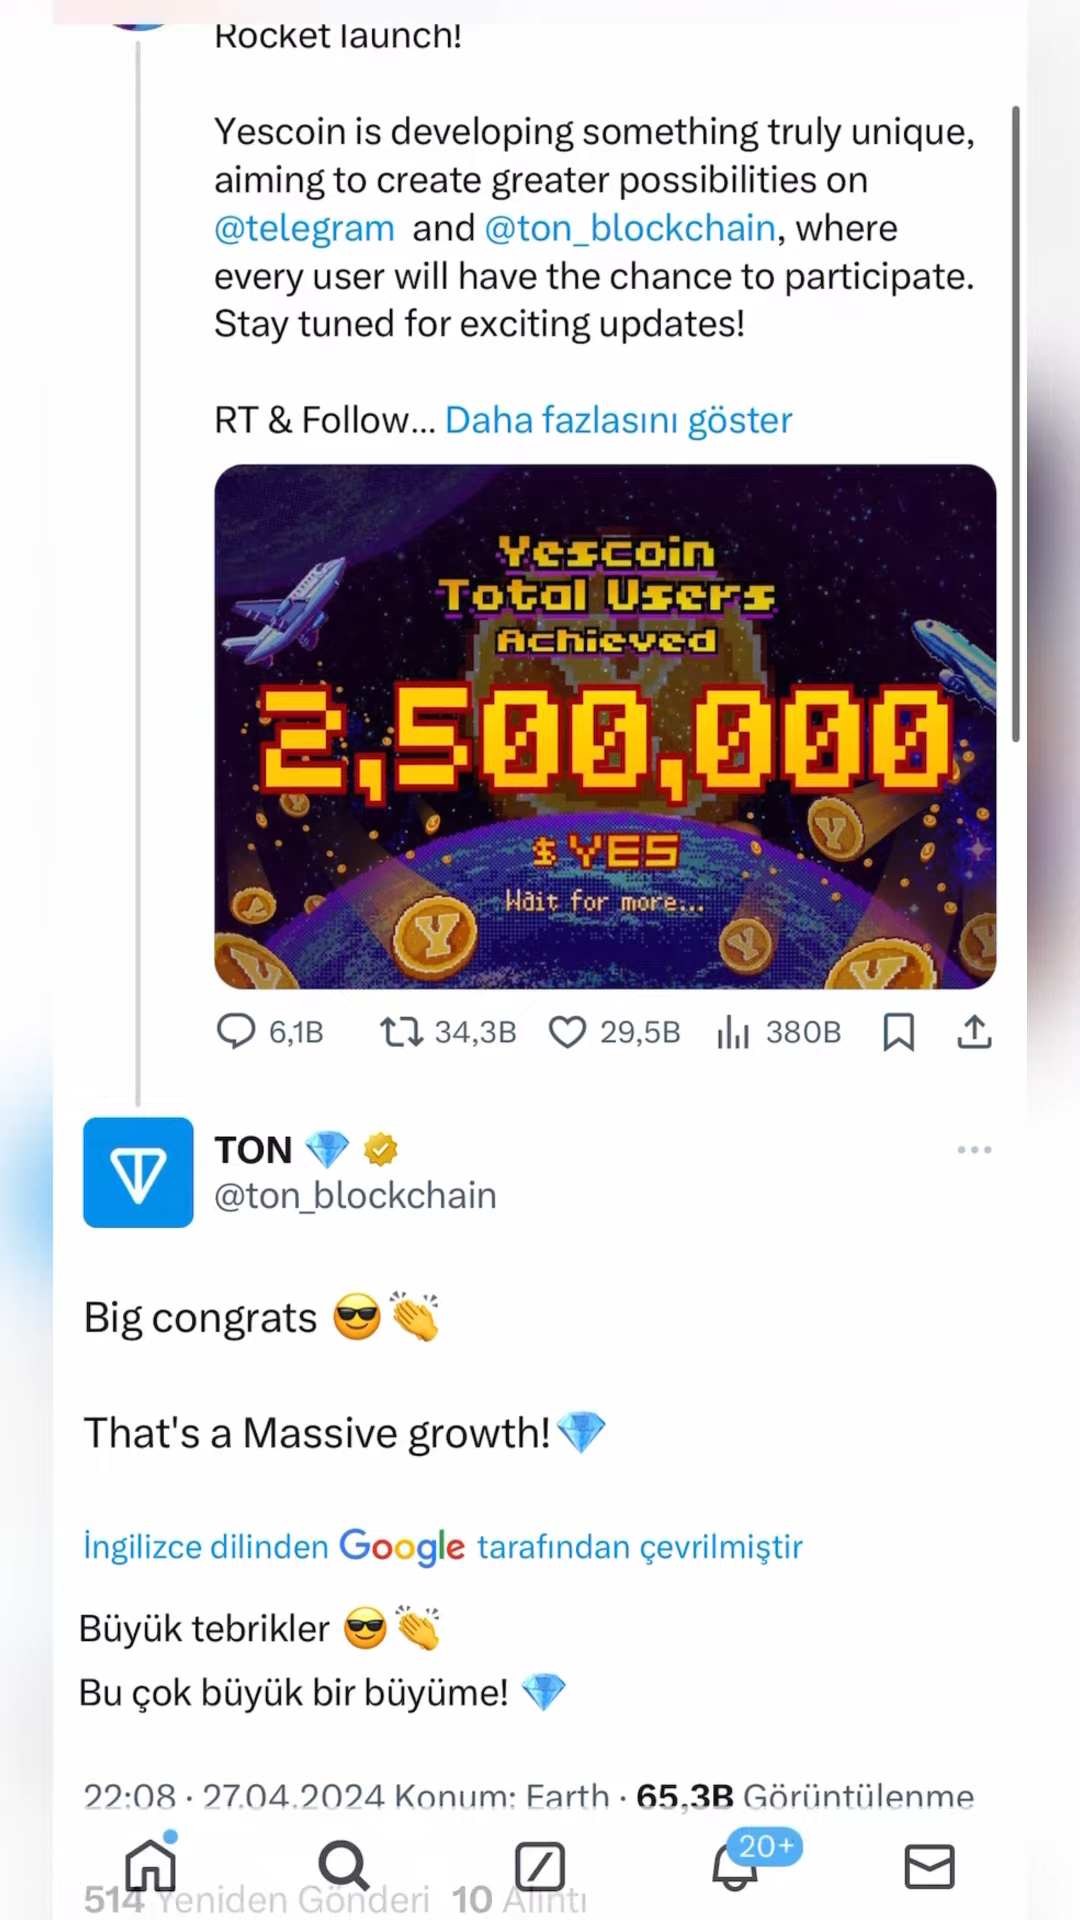 Rocket launch!
Yescoin is developing something truly unique,
aiming to create greater possibilities on
@telegram and @ton_blockchain, where
every user will have the chance to participate.
Stay tuned for exciting updates!
RT & Follow... Daha fazlasını göster
Yescoin
Total Users
Achieved
2,500,000
$YES
Wait for more...
6,1B 34,3B 29,5B 380B
TON 💎
@ton_blockchain
Big congrats 😎👏
That's a Massive growth!💎
İngilizce dilinden Google tarafından çevrilmiştir
Büyük tebrikler 😎👏
Bu çok büyük bir büyüme! 💎
22:08 · 27.04.2024 Konum: Earth · 65,3B Görüntülenme
20+
514 Yeniden Gönderi 10 Alıntı